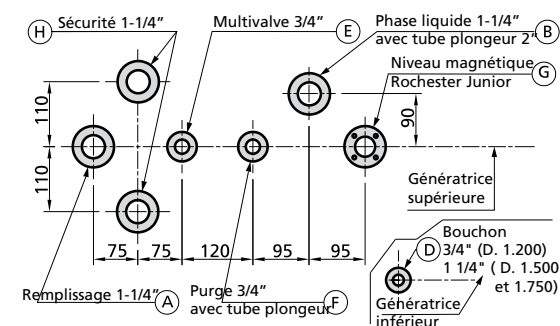 H
Sécurité 1-1/4"
Multivalve 3/4"
E
Phase liquide 1-1/4"
avec tube plongeur 2"
B
Niveau magnétique
Rochester Junior
G
110
110
90
Génératrice
supérieure
75
75
120
95
95
Remplissage 1-1/4"
A
Purge 3/4"
avec tube plongeur
F
Bouchon
D
3/4" (D. 1.200)
1 1/4" ( D. 1.500
et 1.750)
Génératrice
inférieur